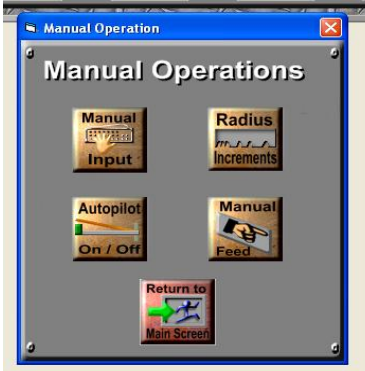 Manual Operation
Manual Operations
Manual
Input
Radius
Increments
Autopilot
On / Off
Manual
Feed
Return to
Main Screen